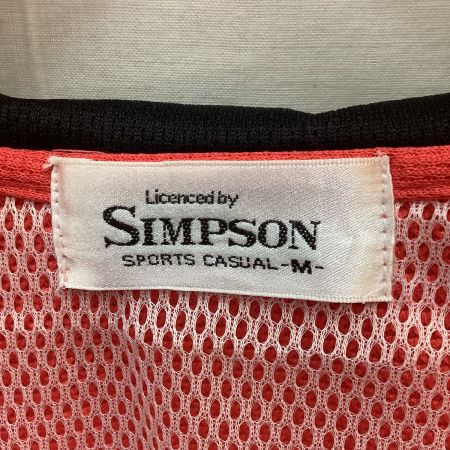 Licenced by
SIMPSON
SPORTS CASUAL -M-